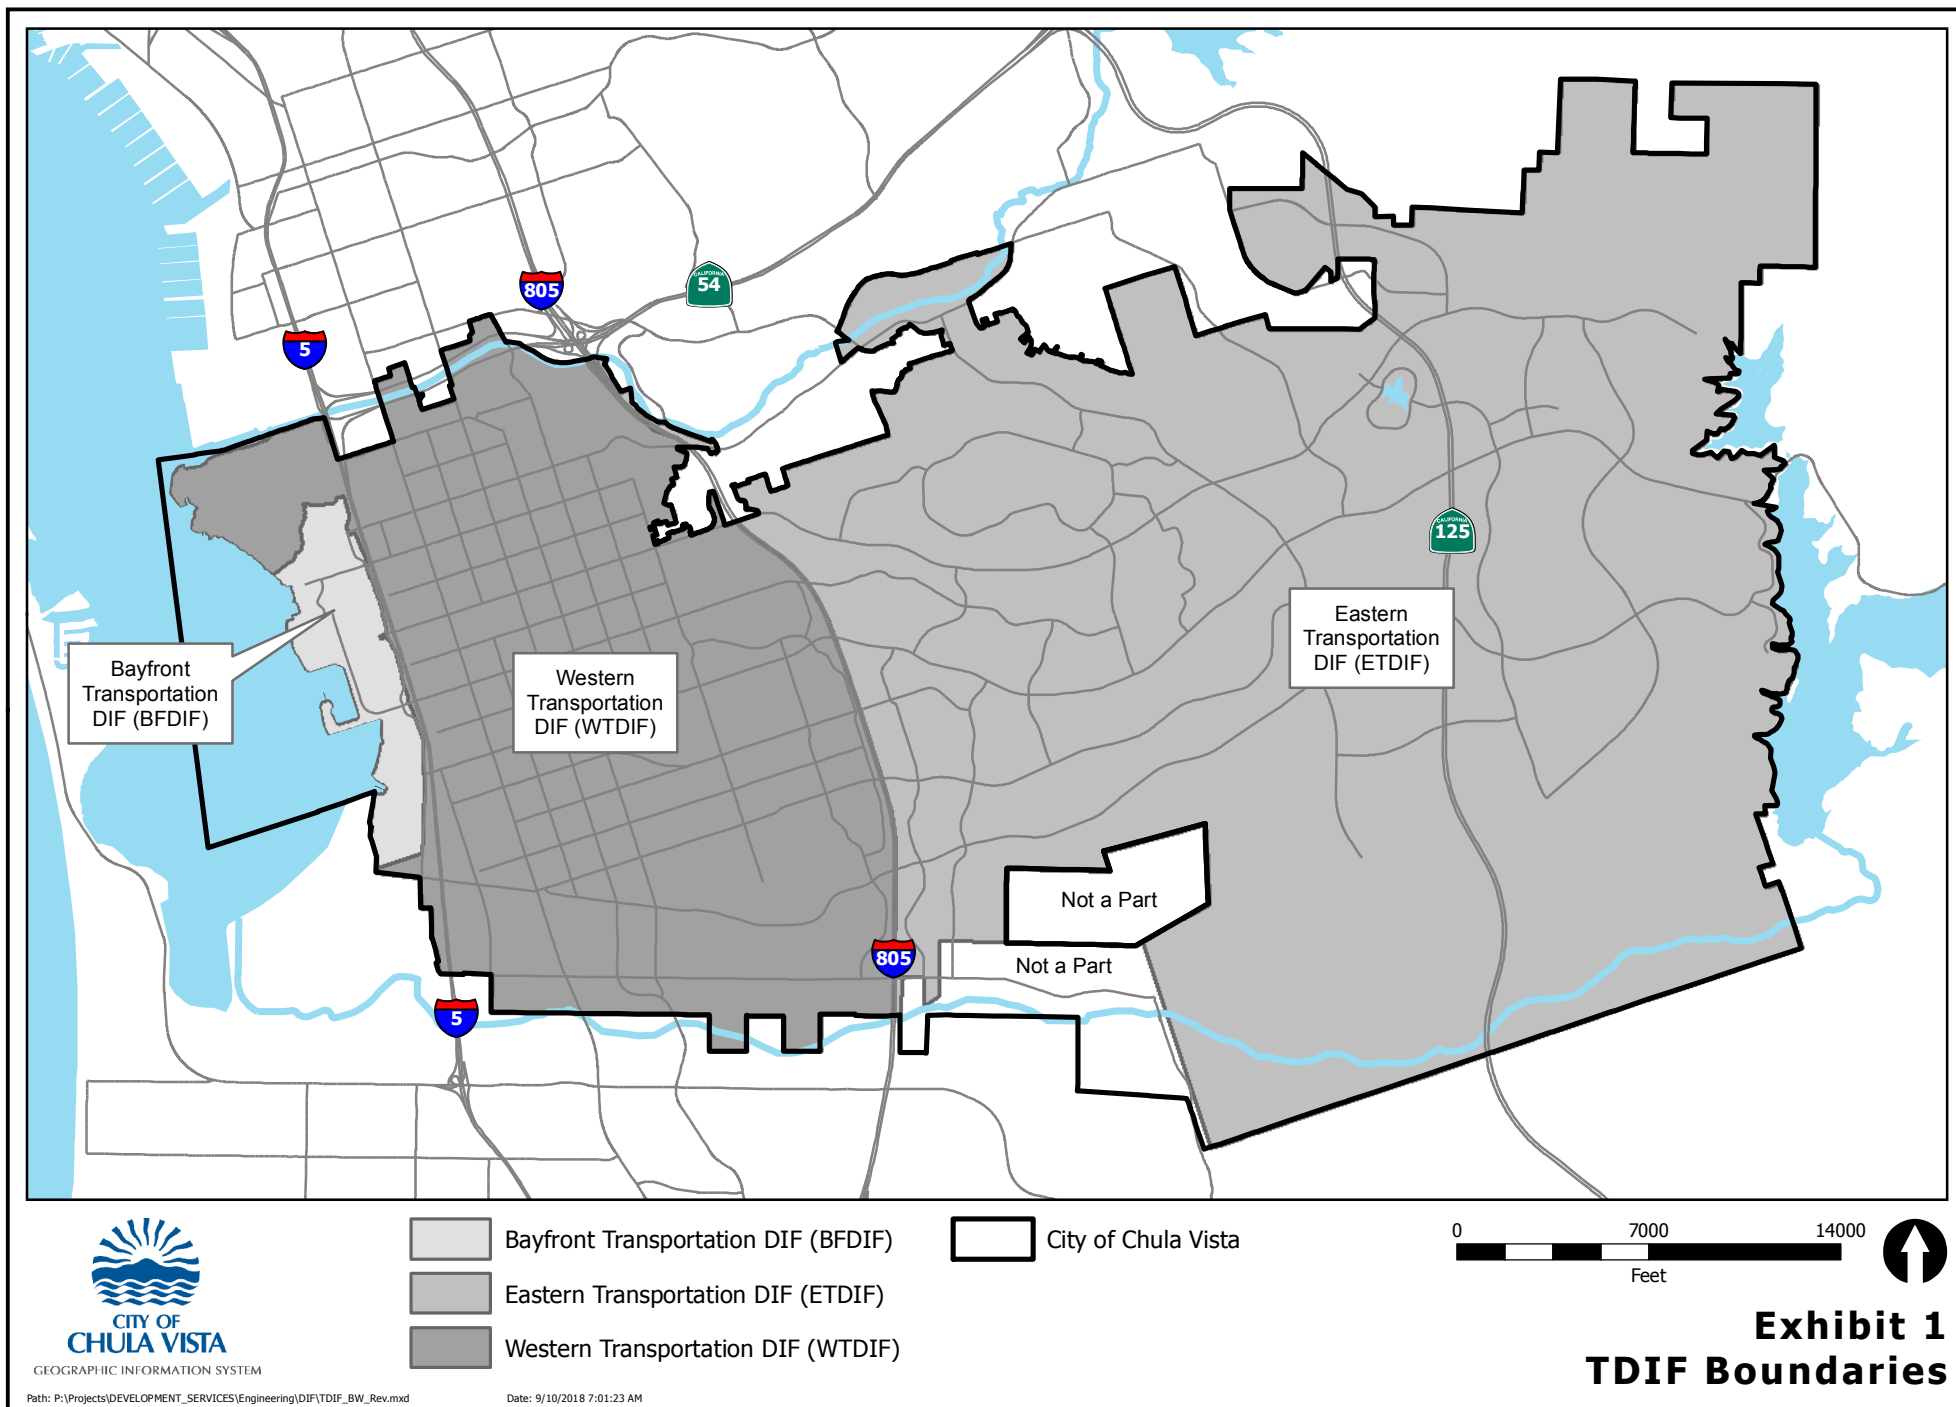 CALIFORNIA
54
805
5
CALIFORNIA
125
Eastern
Transportation
DIF (ETDIF)
Bayfront
Transportation
DIF (BFDIF)
Western
Transportation
DIF (WTDIF)
Not a Part
Not a Part
805
5
CITY OF
CHULA VISTA
GEOGRAPHIC INFORMATION SYSTEM
Bayfront Transportation DIF (BFDIF)
Eastern Transportation DIF (ETDIF)
Western Transportation DIF (WTDIF)
City of Chula Vista
0 7000 14000
Feet
Exhibit 1
TDIF Boundaries
Path: P:\Projects\DEVELOPMENT_SERVICES\Engineering\DIF\TDIF_BW_Rev.mxd
Date: 9/10/2018 7:01:23 AM